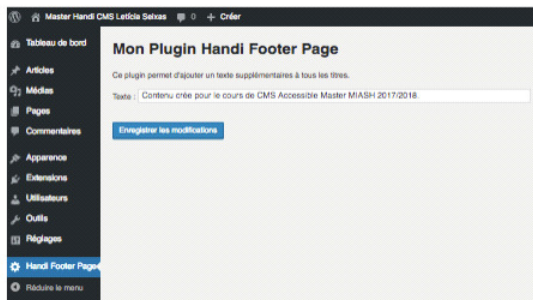 Master Handi CMS Letícia Seixas 0 + Créer
Tableau de bord
Articles
Médias
Pages
Commentaires
Apparence
Extensions
Utilisateurs
Outils
Réglages
Handi Footer Page
Réduire le menu
Mon Plugin Handi Footer Page
Ce plugin permet d'ajouter un texte supplémentaires à tous les titres.
Texte : Contenu crée pour le cours de CMS Accessible Master MIASH 2017/2018.
Enregistrer les modifications